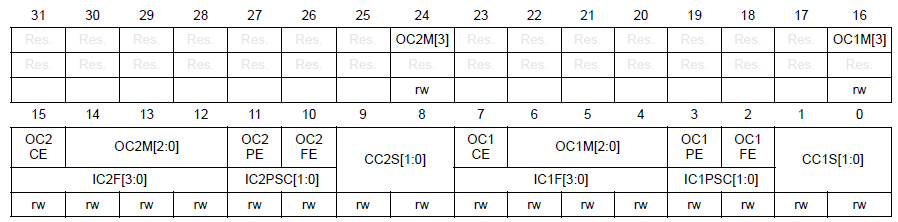 31 30 29 28 27 26 25 24 23 22 21 20 19 18 17 16
Res. Res. Res. Res. Res. Res. Res. OC2M[3] Res. Res. Res. Res. Res. Res. Res. OC1M[3]
Res. Res. Res. Res. Res. Res. Res. Res. Res. Res. Res. Res. Res. Res. Res. Res.
rw rw
15 14 13 12 11 10 9 8 7 6 5 4 3 2 1 0
OC2 CE OC2M[2:0] OC2 PE OC2 FE CC2S[1:0] OC1 CE OC1M[2:0] OC1 PE OC1 FE CC1S[1:0]
IC2F[3:0] IC2PSC[1:0] IC1F[3:0] IC1PSC[1:0]
rw rw rw rw rw rw rw rw rw rw rw rw rw rw rw rw